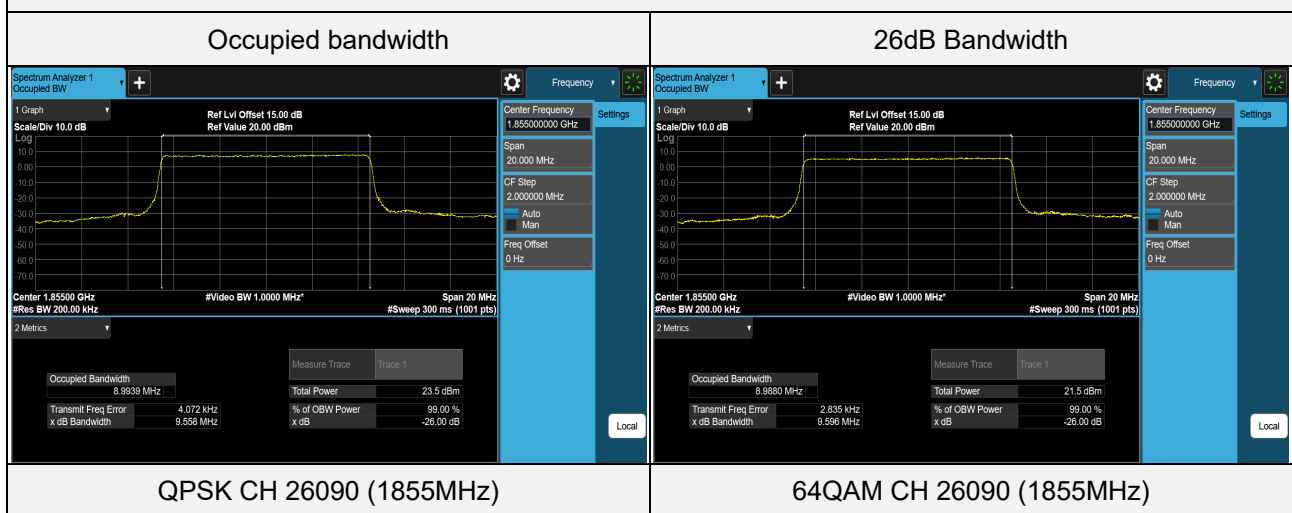 Occupied bandwidth
26dB Bandwidth
Spectrum Analyzer 1
Occupied BW
+
Frequency
1 Graph
Scale/Div 10.0 dB
Ref Lvl Offset 15.00 dB
Ref Value 20.00 dBm
Log
10.0
0.00
-10.0
-20.0
-30.0
-40.0
-50.0
-60.0
-70.0
Center 1.85500 GHz
#Res BW 200.00 kHz
#Video BW 1.0000 MHz*
Span 20 MHz
#Sweep 300 ms (1001 pts)
Center Frequency
1.855000000 GHz
Settings
Span
20.000 MHz
CF Step
2.000000 MHz
Auto
Man
Freq Offset
0 Hz
2 Metrics
Measure Trace Trace 1
Occupied Bandwidth
8.9939 MHz
Total Power 23.5 dBm
Transmit Freq Error 4.072 kHz
% of OBW Power 99.00 %
x dB Bandwidth 9.558 MHz
x dB -26.00 dB
Local
Spectrum Analyzer 1
Occupied BW
+
Frequency
1 Graph
Scale/Div 10.0 dB
Ref Lvl Offset 15.00 dB
Ref Value 20.00 dBm
Log
10.0
0.00
-10.0
-20.0
-30.0
-40.0
-50.0
-60.0
-70.0
Center 1.85500 GHz
#Res BW 200.00 kHz
#Video BW 1.0000 MHz*
Span 20 MHz
#Sweep 300 ms (1001 pts)
Center Frequency
1.855000000 GHz
Settings
Span
20.000 MHz
CF Step
2.000000 MHz
Auto
Man
Freq Offset
0 Hz
2 Metrics
Measure Trace Trace 1
Occupied Bandwidth
8.9880 MHz
Total Power 21.5 dBm
Transmit Freq Error 2.835 kHz
% of OBW Power 99.00 %
x dB Bandwidth 9.596 MHz
x dB -26.00 dB
Local
QPSK CH 26090 (1855MHz)
64QAM CH 26090 (1855MHz)